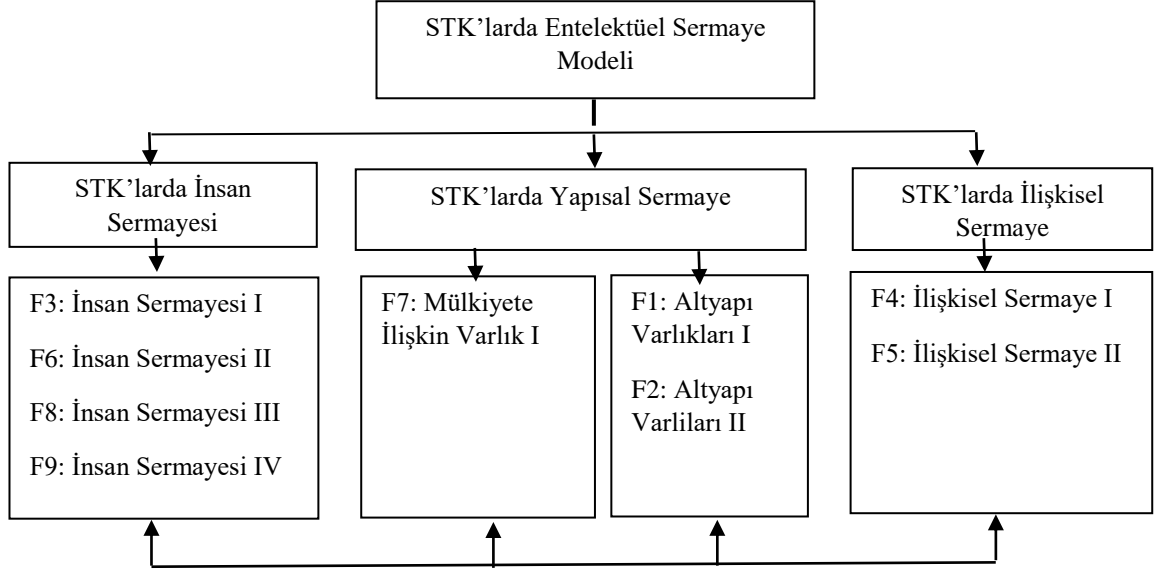 STK’larda Entelektüel Sermaye
Modeli
STK’larda İnsan
Sermayesi
STK’larda Yapısal Sermaye
STK’larda İlişkisel
Sermaye
F3: İnsan Sermayesi I
F6: İnsan Sermayesi II
F8: İnsan Sermayesi III
F9: İnsan Sermayesi IV
F7: Mülkiyete
İlişkin Varlık I
F1: Altyapı
Varlıkları I
F2: Altyapı
Varliları II
F4: İlişkisel Sermaye I
F5: İlişkisel Sermaye II